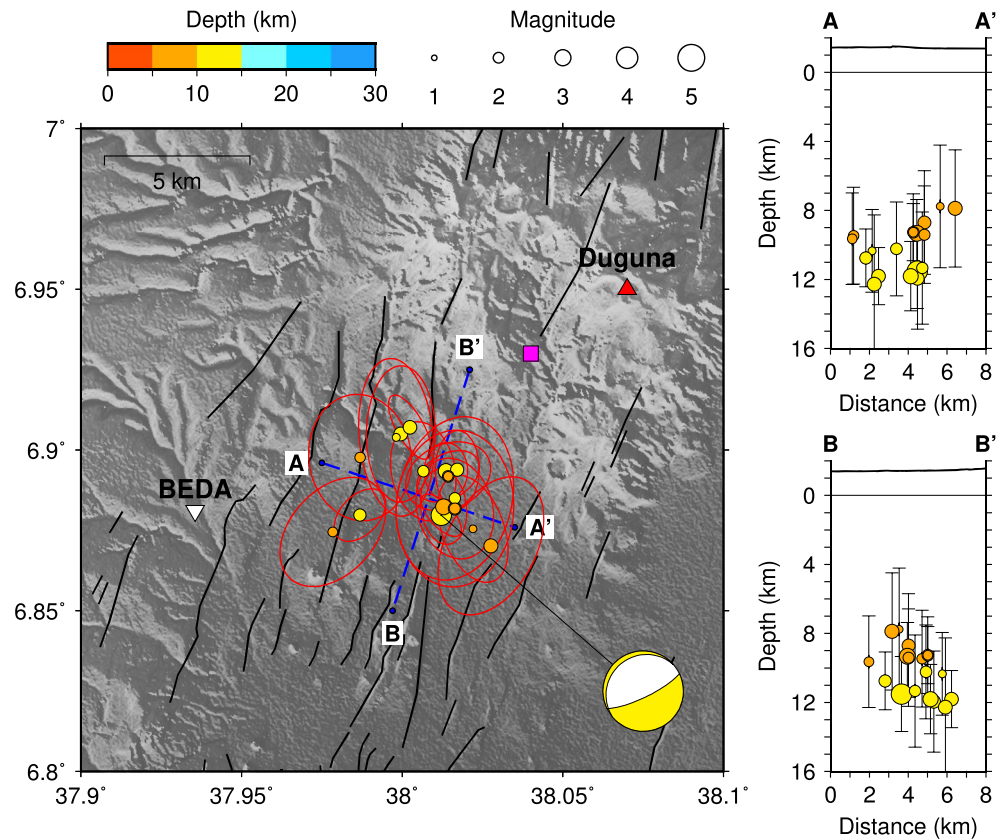 Depth (km)
0 10 20 30
Magnitude
1 2 3 4 5
7˚
6.95˚
6.9˚
6.85˚
6.8˚
37.9˚ 37.95˚ 38˚ 38.05˚ 38.1˚
5 km
Duguna
BEDA
B’
A
A’
B
A A’
0
4
8
12
16
Depth (km)
0 2 4 6 8
Distance (km)
B B’
0
4
8
12
16
Depth (km)
0 2 4 6 8
Distance (km)